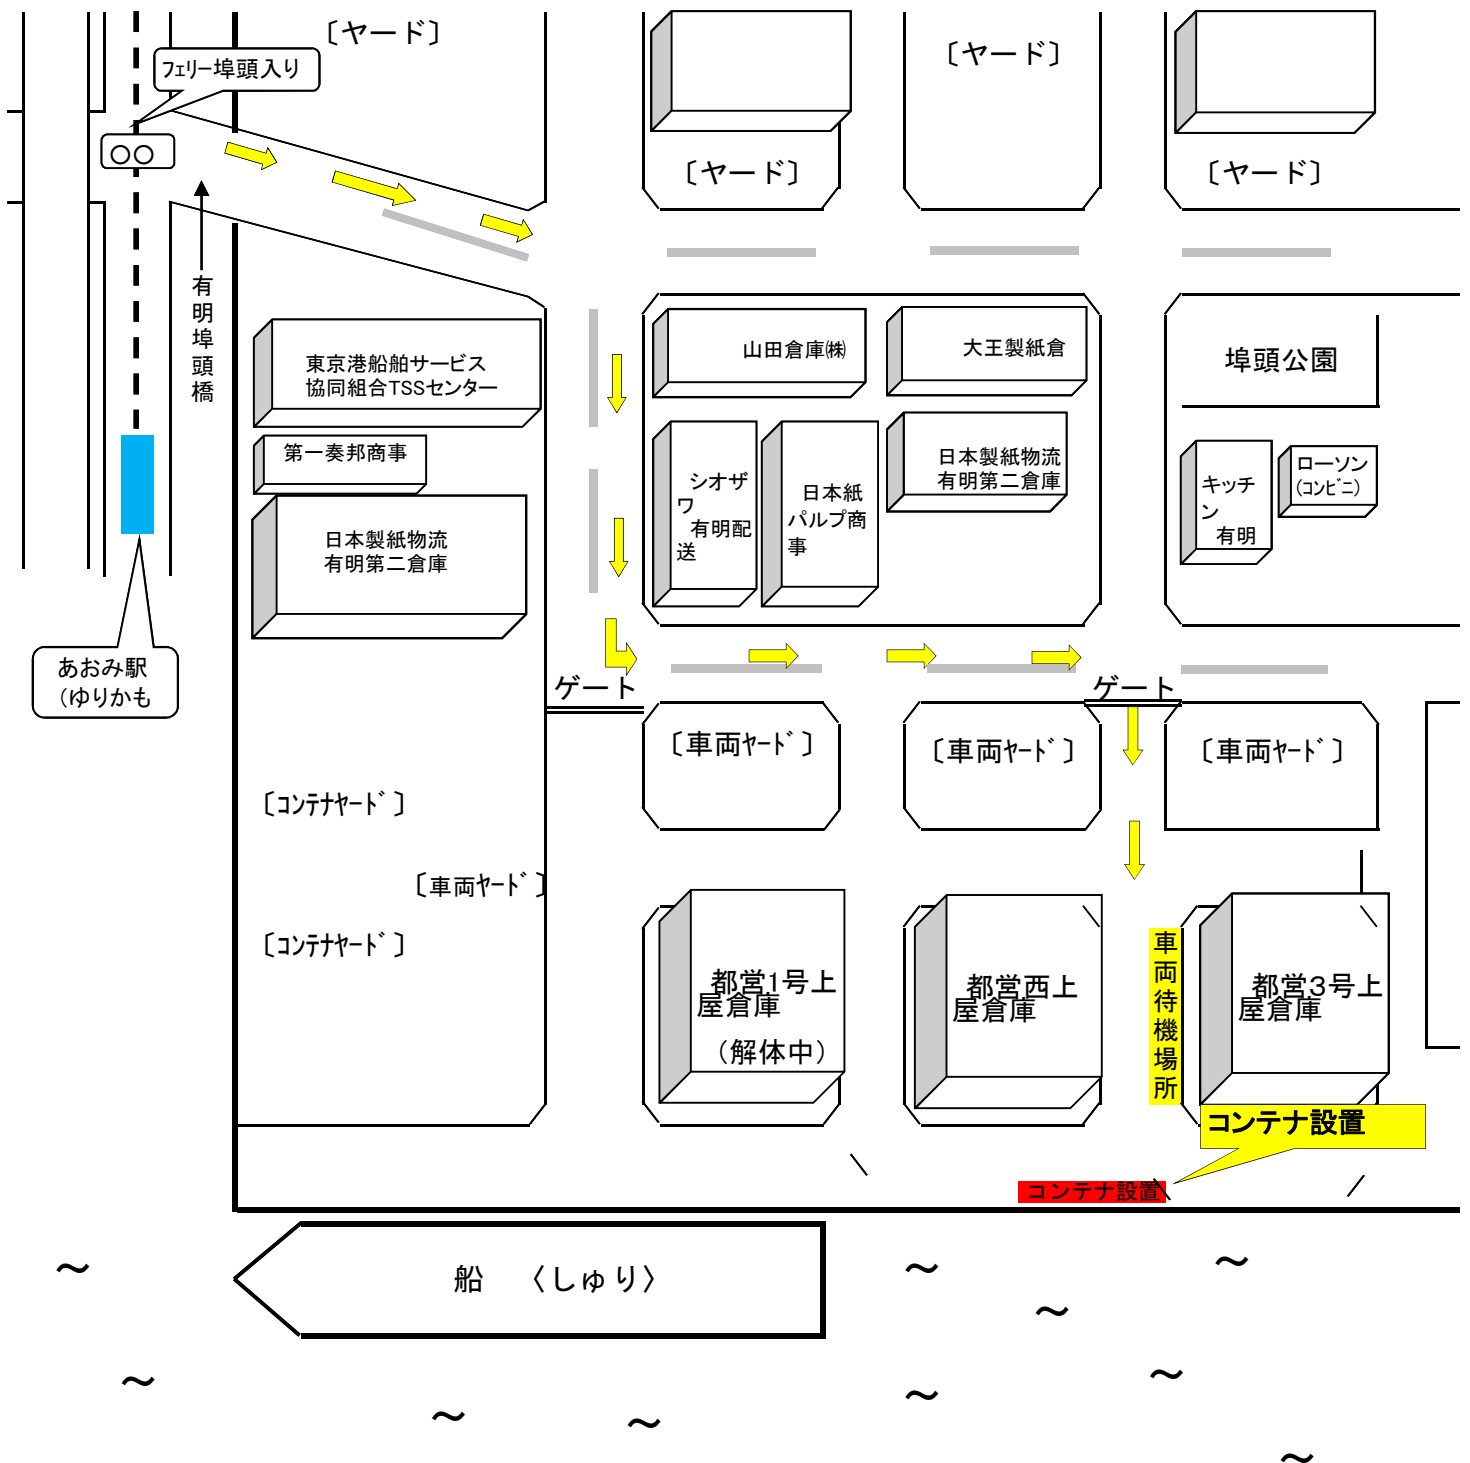 〔ヤード〕
〔ヤード〕
フェリー埠頭入り
〔ヤード〕
〔ヤード〕
有明埠頭橋
東京港船舶サービス
協同組合TSSセンター
山田倉庫㈱
大王製紙倉
埠頭公園
第一奏邦商事
シオザ
ワ
有明配
送
日本紙
パルプ商
事
日本製紙物流
有明第二倉庫
キッチ
ン
有明
ローソン
(コンビニ)
日本製紙物流
有明第二倉庫
あおみ駅
(ゆりかも
ゲート
ゲート
〔車両ヤード〕
〔車両ヤード〕
〔車両ヤード〕
〔コンテナヤード〕
〔車両ヤード〕
〔コンテナヤード〕
都営1号上
屋倉庫
(解体中)
都営西上
屋倉庫
車両待機場所
都営3号上
屋倉庫
コンテナ設置
コンテナ設置
船 〈しゅり〉